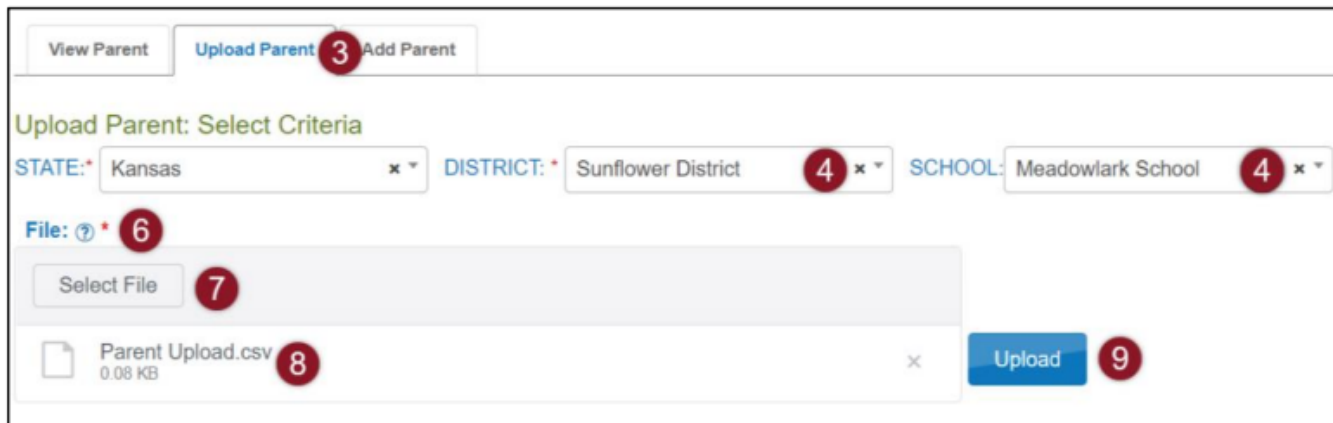 View Parent Upload Parent 3 Add Parent
Upload Parent: Select Criteria
STATE:* Kansas × DISTRICT: * Sunflower District 4 × SCHOOL: Meadowlark School 4 ×
File: ? * 6
Select File 7
Parent Upload.csv 8 × Upload 9
0.08 KB